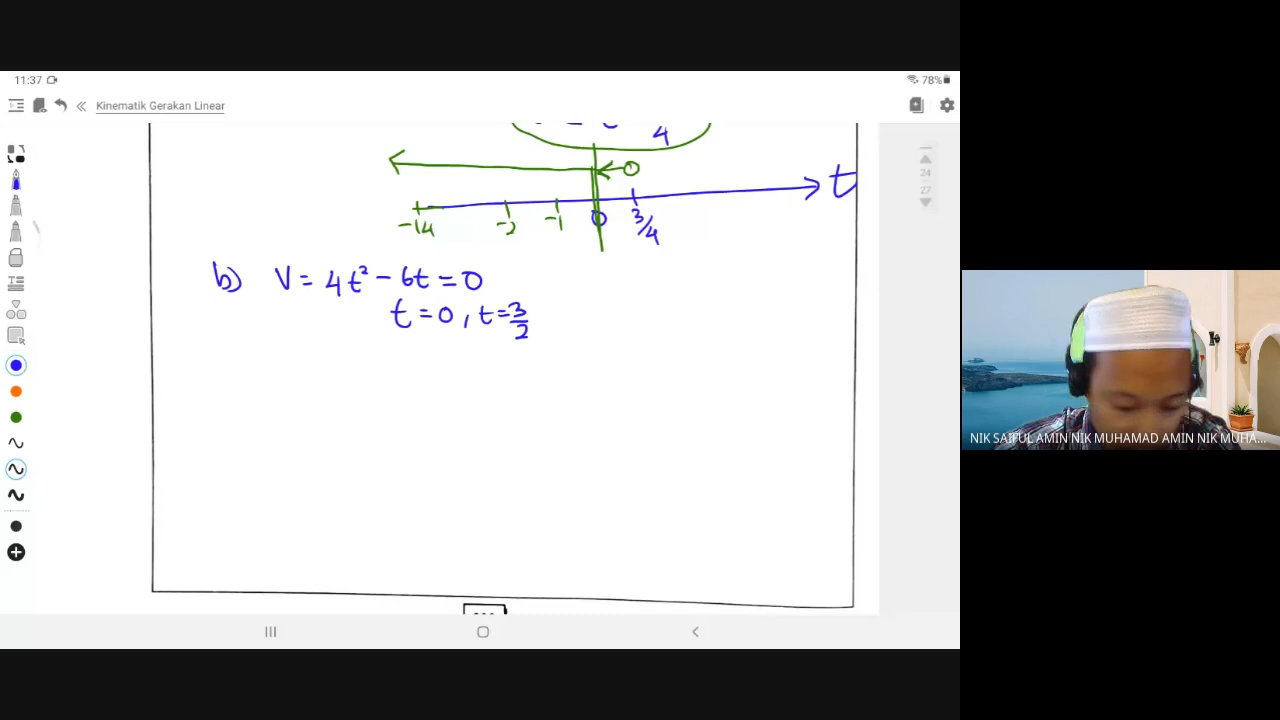 11:37
78%
Kinematik Gerakan Linear
4
0
t
-14 -2 -1 0 3/4
24
27
b) V = 4t² - 6t = 0
t = 0, t = 3/2
NIK SAIFUL AMIN NIK MUHAMAD AMIN NIK MUHA...